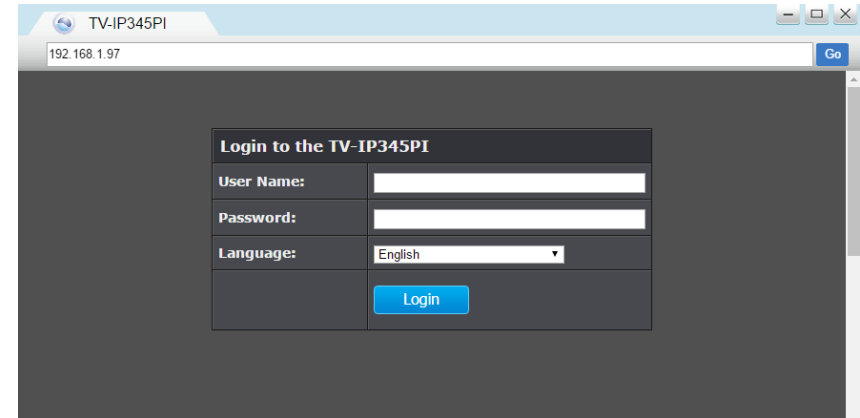 TV-IP345PI
192.168.1.97
Go
Login to the TV-IP345PI
User Name:
Password:
Language:
English
Login